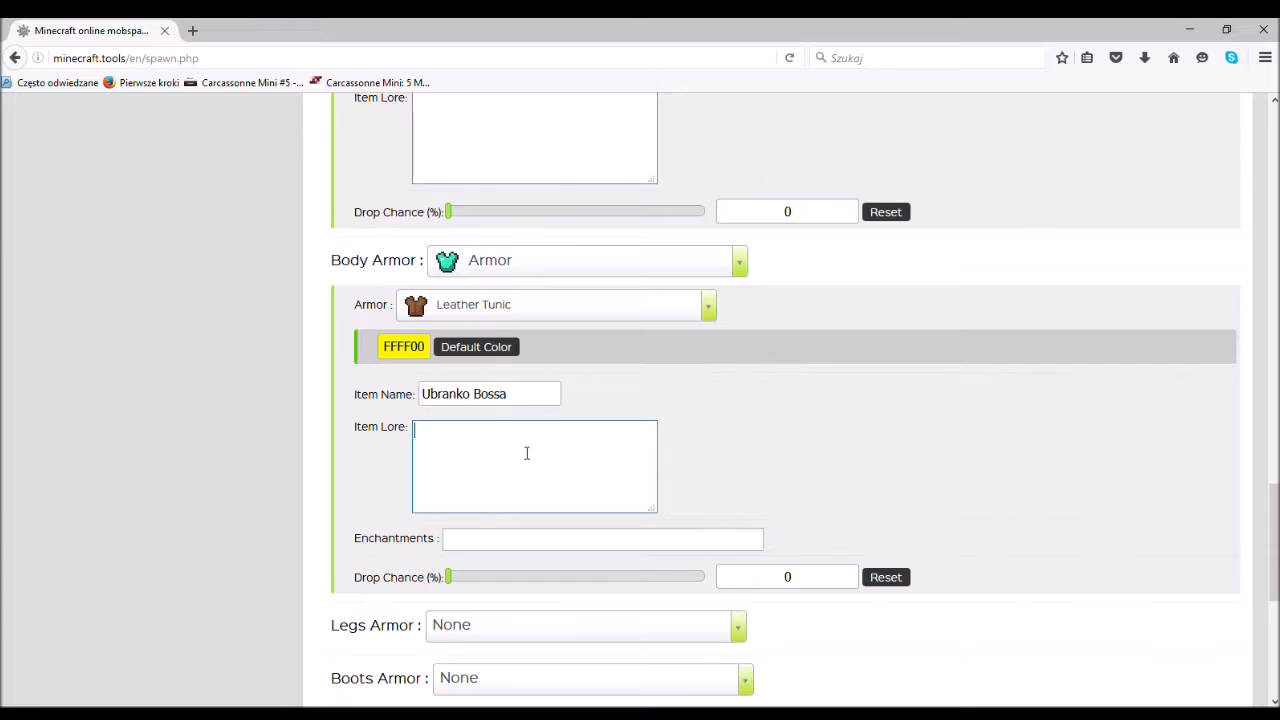 Minecraft online mobspa...
minecraft.tools/en/spawn.php
Szukaj
Często odwiedzane
Pierwsze kroki
Carcassonne Mini #5 -...
Carcassonne Mini: 5 M...
Item Lore:
Drop Chance (%):
0
Reset
Body Armor :
Armor
Armor :
Leather Tunic
FFFF00
Default Color
Item Name:
Ubranko Bossa
Item Lore:
Enchantments :
Drop Chance (%):
0
Reset
Legs Armor :
None
Boots Armor :
None